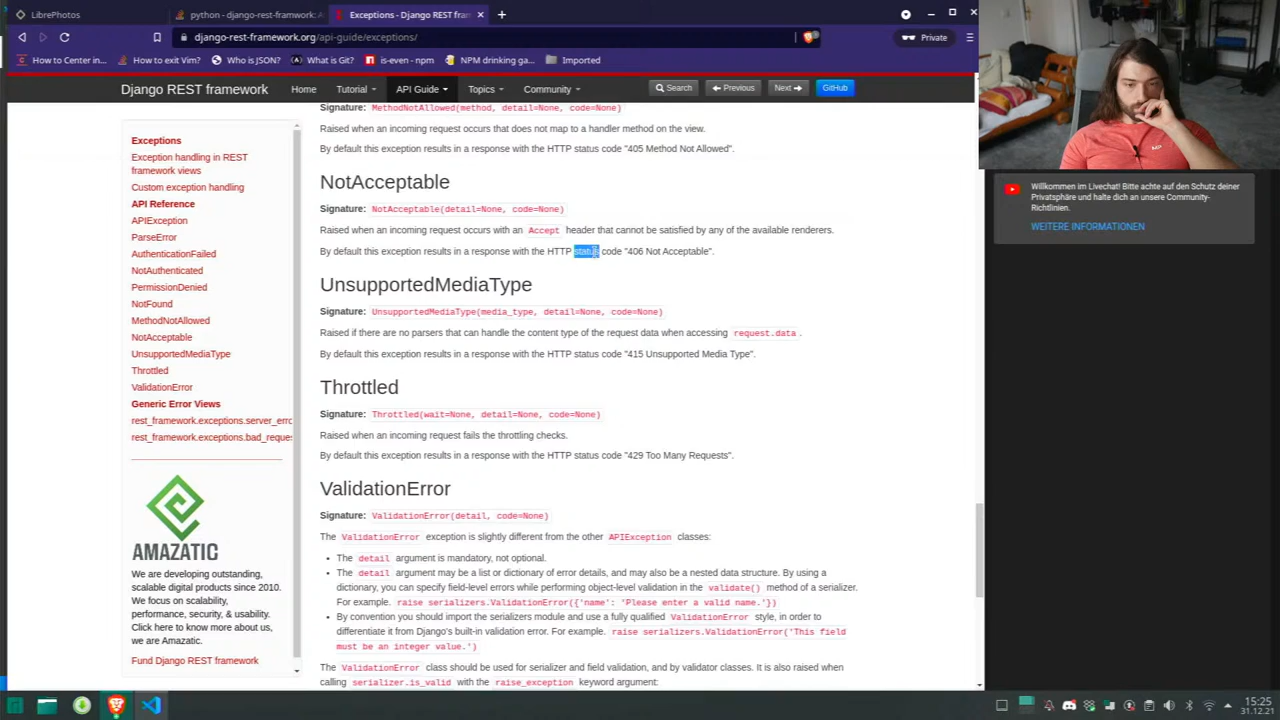 LibrePhotos
python - django-rest-framwork: A
Exceptions - Django REST fram
django-rest-framework.org/api-guide/exceptions/
Private
How to Center in...
How to exit Vim?
Who is JSON?
What is Git?
is-even - npm
NPM drinking ga...
Imported
Django REST framework
Home
Tutorial
API Guide
Topics
Community
Search
Previous
Next
GitHub
Exceptions
Exception handling in REST
framework views
Custom exception handling
API Reference
APIException
ParseError
AuthenticationFailed
NotAuthenticated
PermissionDenied
NotFound
MethodNotAllowed
NotAcceptable
UnsupportedMediaType
Throttled
ValidationError
Generic Error Views
rest_framework.exceptions.server_erro
rest_framework.exceptions.bad_reques
AMAZATIC
We are developing outstanding,
scalable digital products since 2010.
We focus on scalability,
performance, security, & usability.
Click here to know more about us,
we are Amazatic.
Fund Django REST framework
Signature: MethodNotAllowed(method, detail=None, code=None)
Raised when an incoming request occurs that does not map to a handler method on the view.
By default this exception results in a response with the HTTP status code "405 Method Not Allowed".
NotAcceptable
Signature: NotAcceptable(detail=None, code=None)
Raised when an incoming request occurs with an Accept header that cannot be satisfied by any of the available renderers.
By default this exception results in a response with the HTTP status code "406 Not Acceptable".
UnsupportedMediaType
Signature: UnsupportedMediaType(media_type, detail=None, code=None)
Raised if there are no parsers that can handle the content type of the request data when accessing request.data .
By default this exception results in a response with the HTTP status code "415 Unsupported Media Type".
Throttled
Signature: Throttled(wait=None, detail=None, code=None)
Raised when an incoming request fails the throttling checks.
By default this exception results in a response with the HTTP status code "429 Too Many Requests".
ValidationError
Signature: ValidationError(detail, code=None)
The ValidationError exception is slightly different from the other APIException classes:
• The detail argument is mandatory, not optional.
• The detail argument may be a list or dictionary of error details, and may also be a nested data structure. By using a
dictionary, you can specify field-level errors while performing object-level validation in the validate() method of a serializer.
For example. raise serializers.ValidationError({'name': 'Please enter a valid name.'})
• By convention you should import the serializers module and use a fully qualified ValidationError style, in order to
differentiate it from Django's built-in validation error. For example. raise serializers.ValidationError('This field
must be an integer value.')
The ValidationError class should be used for serializer and field validation, and by validator classes. It is also raised when
calling serializer.is_valid with the raise_exception keyword argument:
Willkommen im Livechat! Bitte achte auf den Schutz deiner
Privatsphäre und halte dich an unsere Community-
Richtlinien.
WEITERE INFORMATIONEN
15:25
31.12.21